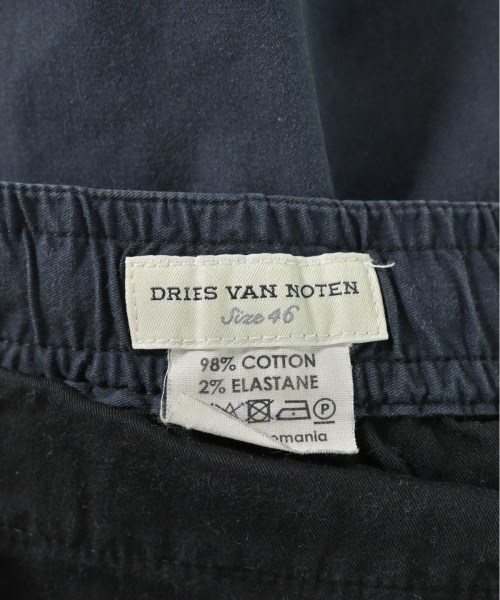 DRIES VAN NOTEN
Size 46
98% COTTON
2% ELASTANE
P